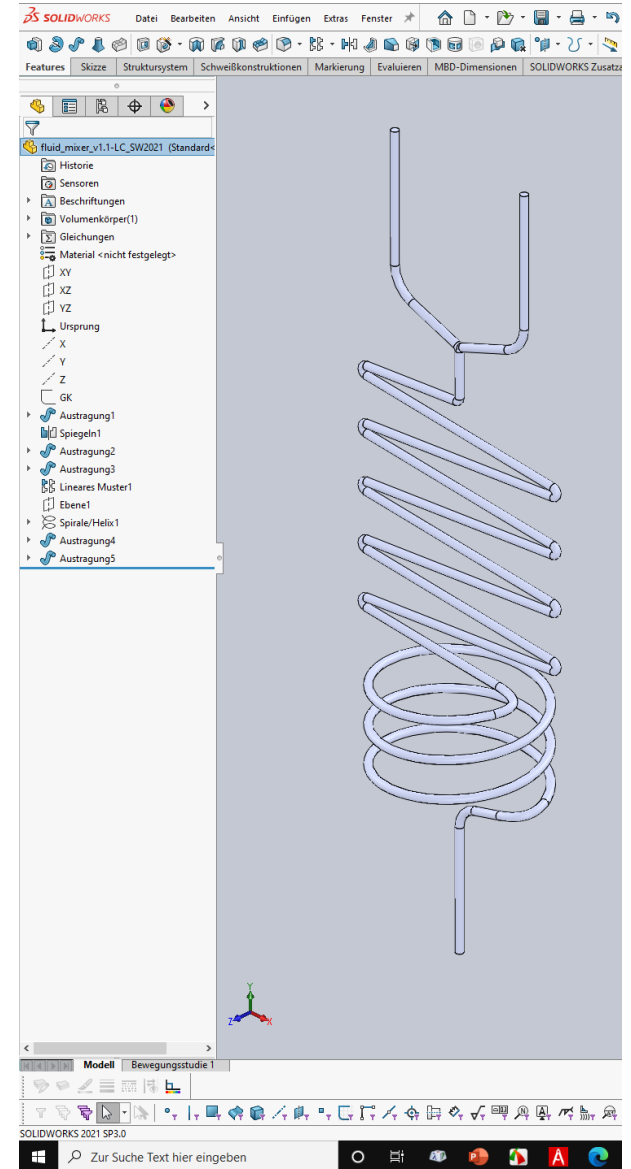 SOLIDWORKS Datei Bearbeiten Ansicht Einfügen Extras Fenster
Features Skizze Struktursystem Schweißkonstruktionen Markierung Evaluieren MBD-Dimensionen SOLIDWORKS Zusatza
fluid_mixer_v1.1-LC_SW2021 (Standard<
Historie
Sensoren
Beschriftungen
Volumenkörper(1)
Gleichungen
Material <nicht festgelegt>
XY
XZ
YZ
Ursprung
X
Y
Z
GK
Austragung1
Spiegeln1
Austragung2
Austragung3
Lineares Muster1
Ebene1
Spirale/Helix1
Austragung4
Austragung5
Y
Z X
Modell Bewegungsstudie 1
SOLIDWORKS 2021 SP3.0
Zur Suche Text hier eingeben